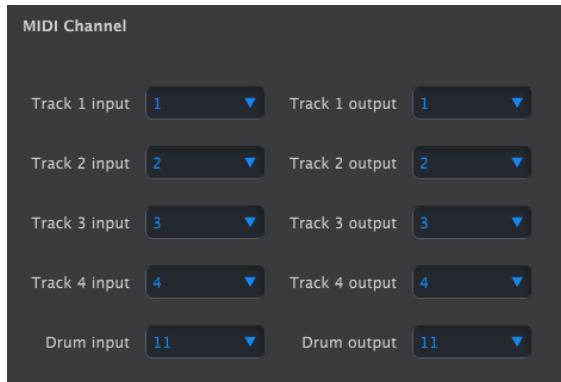 MIDI Channel
Track 1 input 1 Track 1 output 1
Track 2 input 2 Track 2 output 2
Track 3 input 3 Track 3 output 3
Track 4 input 4 Track 4 output 4
Drum input 11 Drum output 11